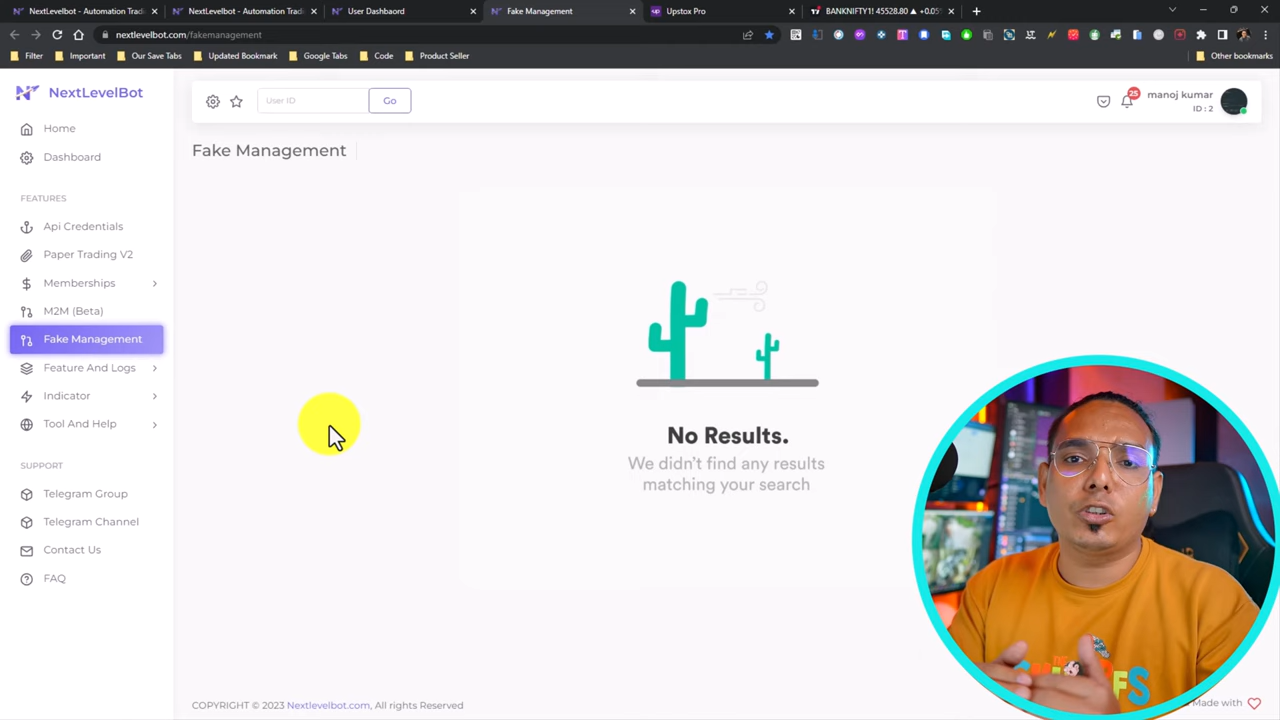 NextLevelbot - Automation Tradi
NextLevelbot - Automation Tradi
User Dashboard
Fake Management
Upstox Pro
BANKNIFTY1! 45528.80 ▲ +0.05
nextlevelbot.com/fakemanagement
Filter
Important
Our Save Tabs
Updated Bookmark
Google Tabs
Code
Product Seller
Other bookmarks
NextLevelBot
User ID
Go
25
manoj kumar
ID : 2
Home
Dashboard
Fake Management
FEATURES
Api Credentials
Paper Trading V2
Memberships
M2M (Beta)
Fake Management
Feature And Logs
Indicator
Tool And Help
SUPPORT
Telegram Group
Telegram Channel
Contact Us
FAQ
No Results.
We didn't find any results
matching your search
COPYRIGHT © 2023 Nextlevelbot.com, All rights Reserved
Made with